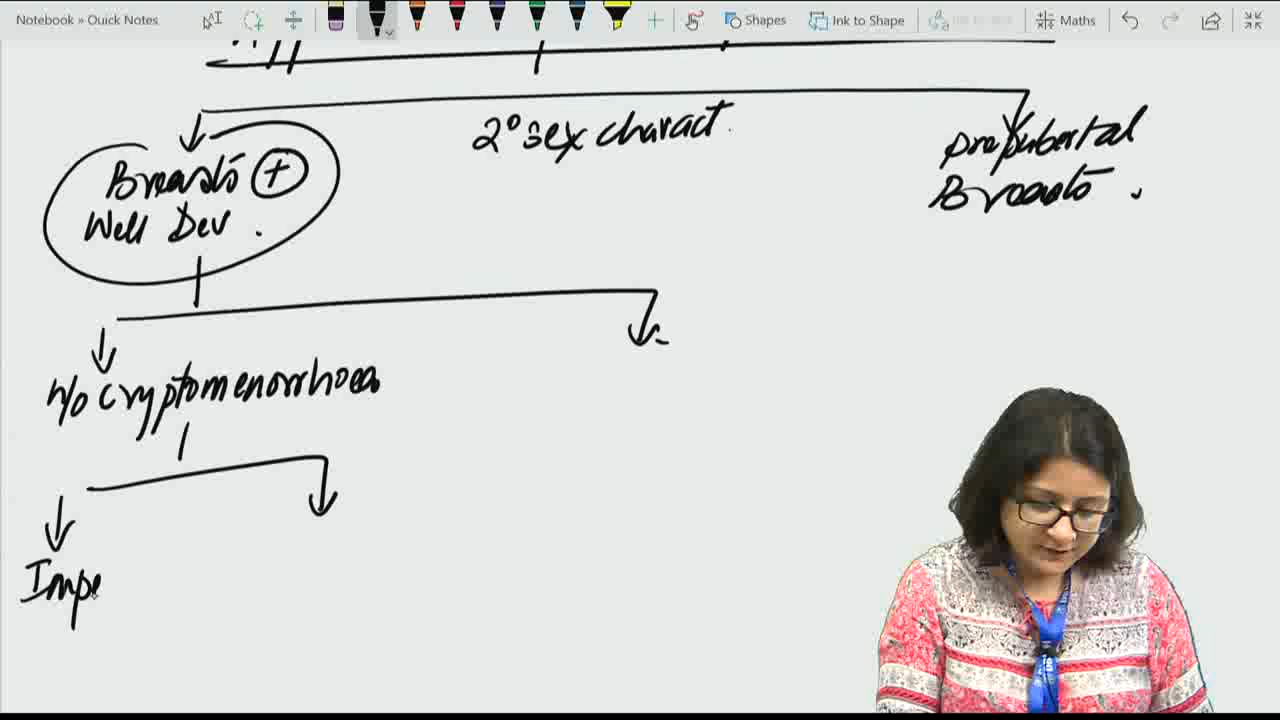 Notebook » Quick Notes
Shapes
Ink to Shape
Maths
2° sex charact.
Breasts +
Well Dev.
prepubertal
Breasts.
h/o Cryptomenorrhoea
Impe